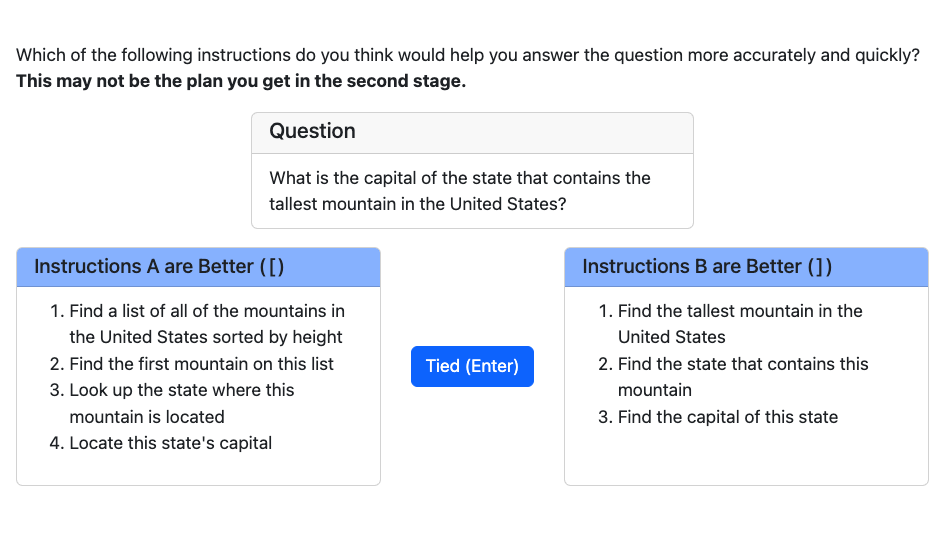 Which of the following instructions do you think would help you answer the question more accurately and quickly?
This may not be the plan you get in the second stage.
Question
What is the capital of the state that contains the
tallest mountain in the United States?
Instructions A are Better ([)
1. Find a list of all of the mountains in
the United States sorted by height
2. Find the first mountain on this list
3. Look up the state where this
mountain is located
4. Locate this state's capital
Tied (Enter)
Instructions B are Better (])
1. Find the tallest mountain in the
United States
2. Find the state that contains this
mountain
3. Find the capital of this state